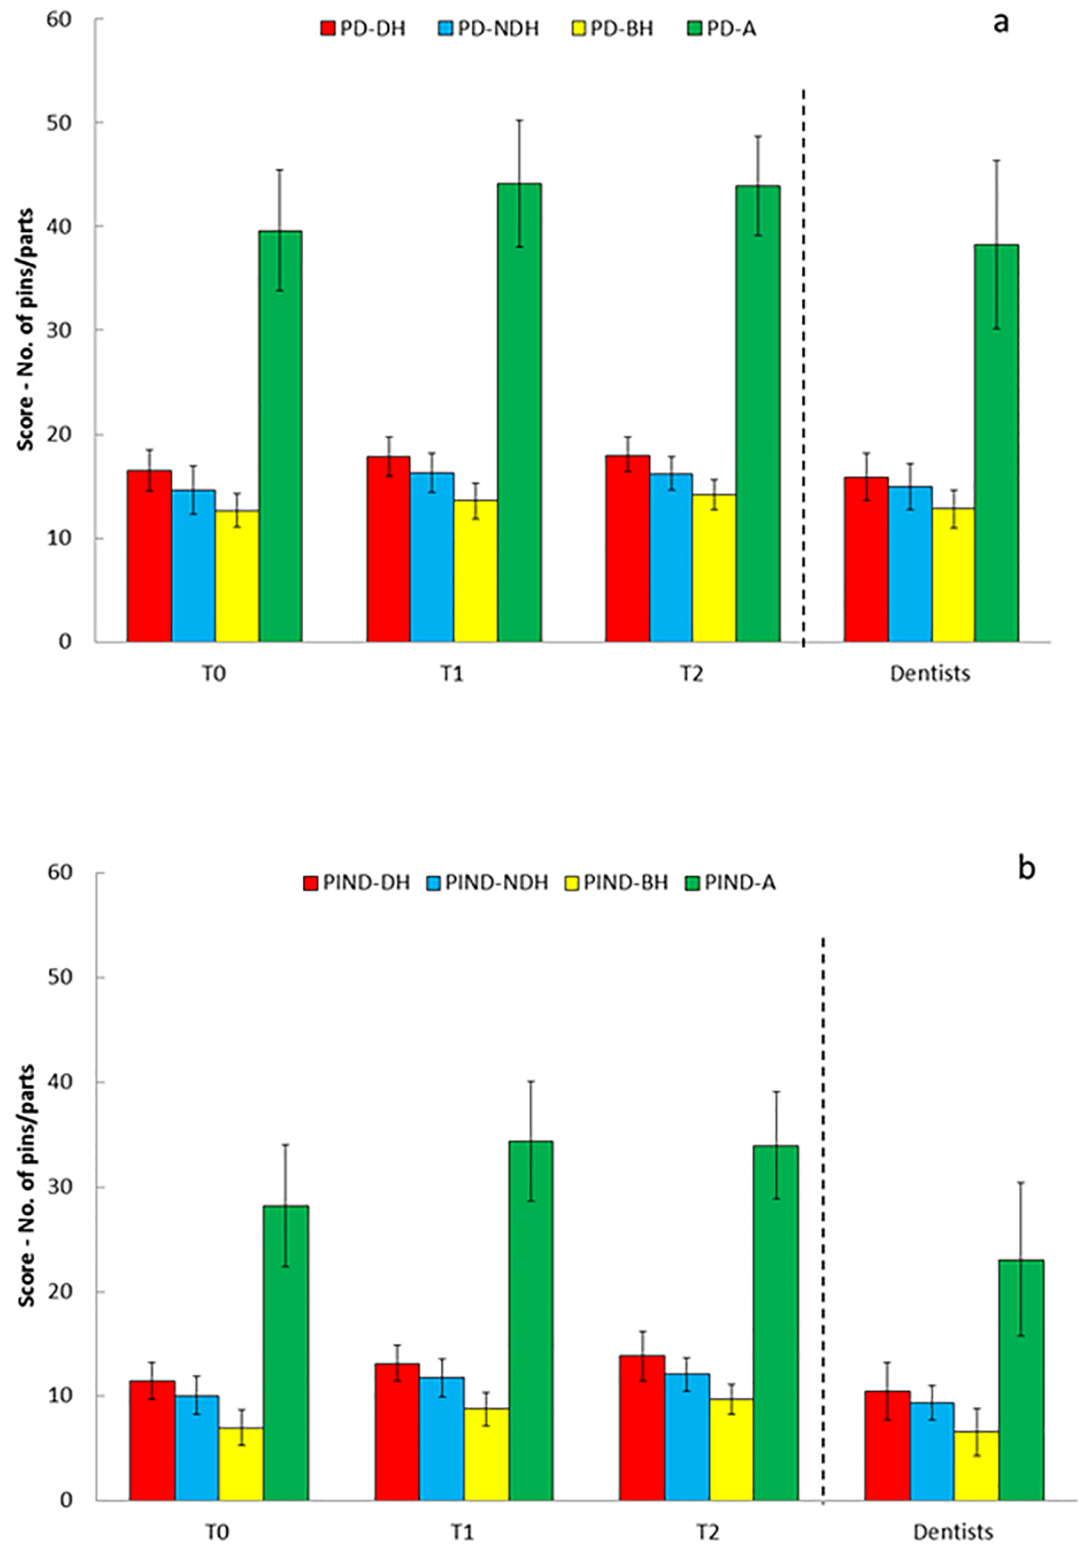 a
PD-DH PD-NDH PD-BH PD-A
60
50
40
30
20
10
0
Score - No. of pins/parts
T0 T1 T2 Dentists
b
PIND-DH PIND-NDH PIND-BH PIND-A
60
50
40
30
20
10
0
Score - No. of pins/parts
T0 T1 T2 Dentists